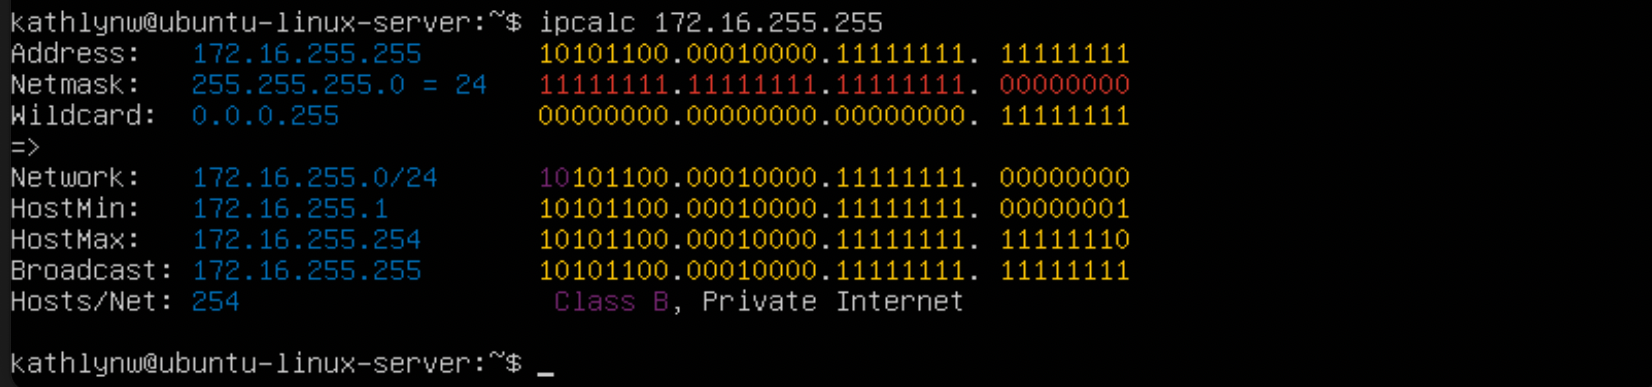 kathlynw@ubuntu-linux-server:~$ ipcalc 172.16.255.255
Address:   172.16.255.255       10101100.00010000.11111111. 11111111
Netmask:   255.255.255.0 = 24   11111111.11111111.11111111. 00000000
Wildcard:  0.0.0.255            00000000.00000000.00000000. 11111111
=>
Network:   172.16.255.0/24      10101100.00010000.11111111. 00000000
HostMin:   172.16.255.1         10101100.00010000.11111111. 00000001
HostMax:   172.16.255.254       10101100.00010000.11111111. 11111110
Broadcast: 172.16.255.255       10101100.00010000.11111111. 11111111
Hosts/Net: 254                   Class B, Private Internet
kathlynw@ubuntu-linux-server:~$ _